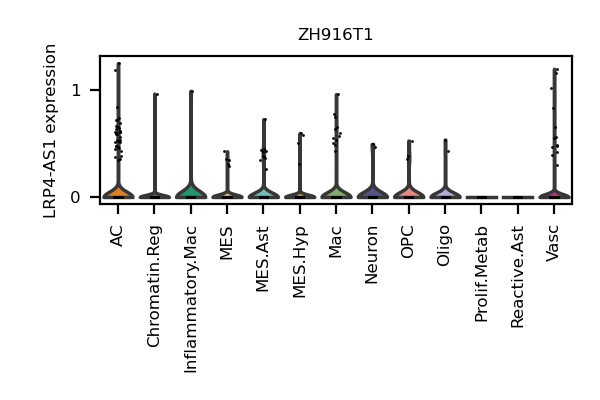 ZH916T1
LRP4-AS1 expression
1
0
AC
Chromatin.Reg
Inflammatory.Mac
MES
MES.Ast
MES.Hyp
Mac
Neuron
OPC
Oligo
Prolif.Metab
Reactive.Ast
Vasc